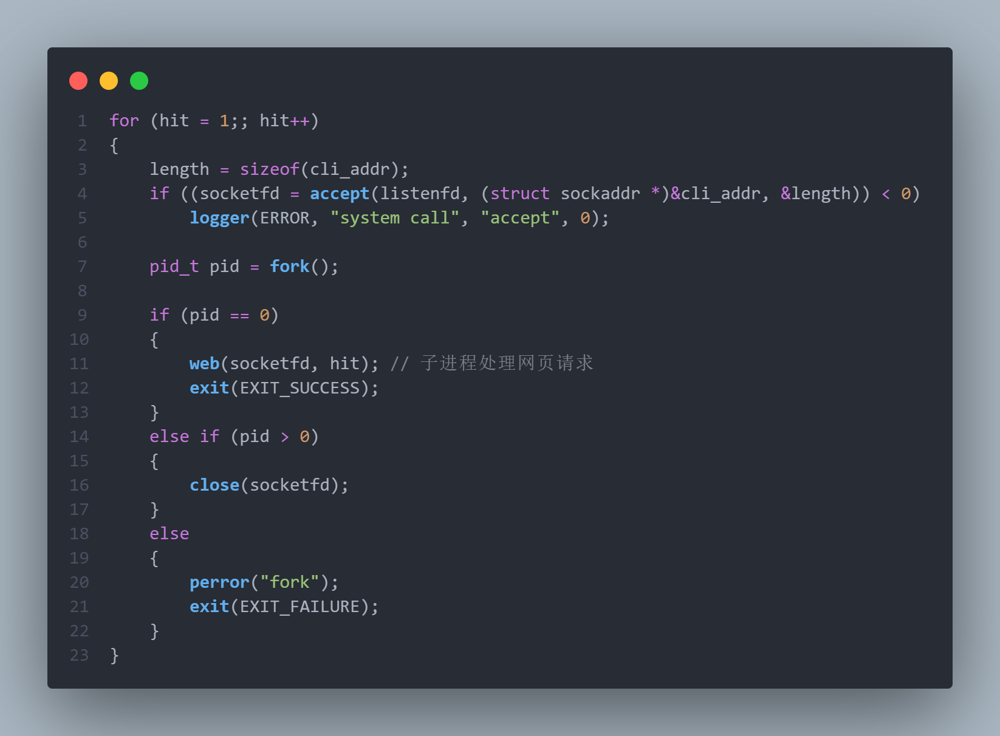 1 for (hit = 1;; hit++)
2 {
3     length = sizeof(cli_addr);
4     if ((socketfd = accept(listenfd, (struct sockaddr *)&cli_addr, &length)) < 0)
5         logger(ERROR, "system call", "accept", 0);
6
7     pid_t pid = fork();
8
9     if (pid == 0)
10     {
11         web(socketfd, hit); // 子进程处理网页请求
12         exit(EXIT_SUCCESS);
13     }
14     else if (pid > 0)
15     {
16         close(socketfd);
17     }
18     else
19     {
20         perror("fork");
21         exit(EXIT_FAILURE);
22     }
23 }